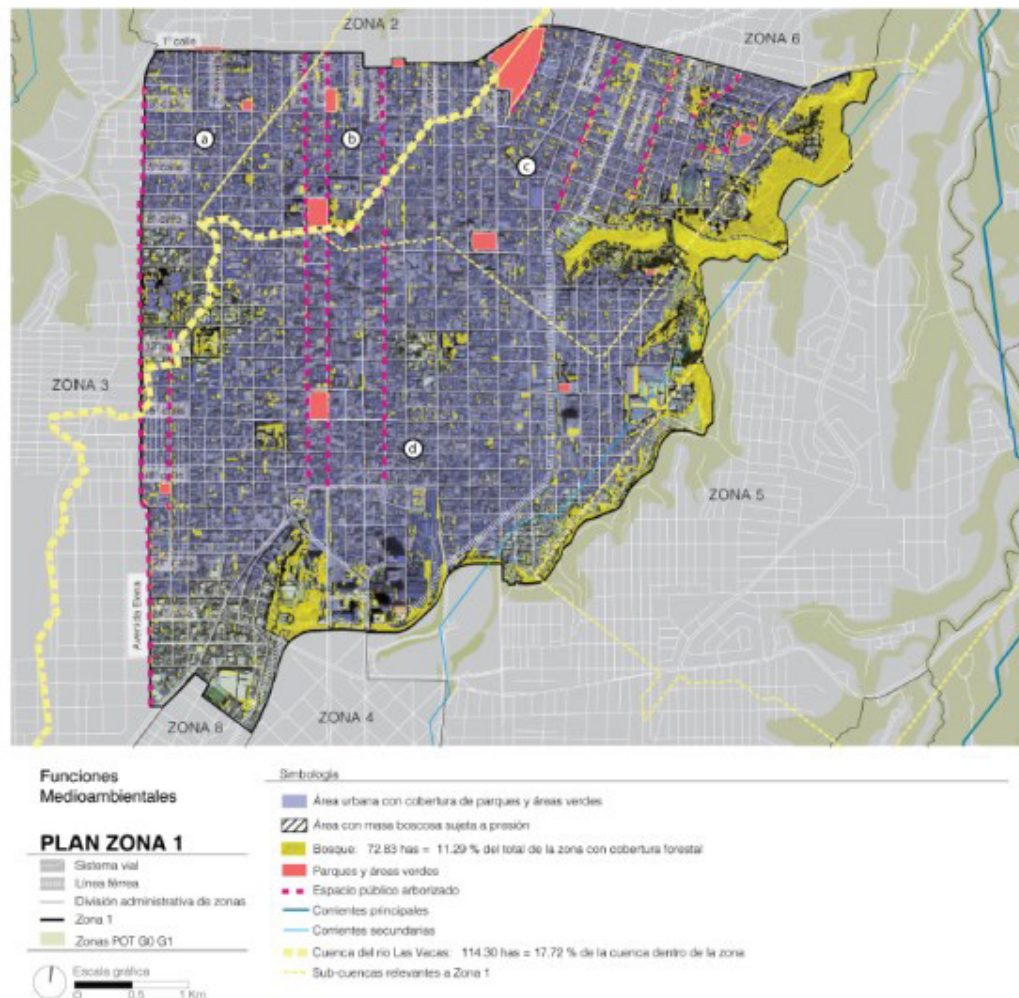 ZONA 2
1ª calle
ZONA 6
a
b
c
ZONA 3
d
ZONA 5
Avenida Elena
ZONA 8
ZONA 4
Funciones
Medioambientales
PLAN ZONA 1
Sistema vial
Línea férrea
División administrativa de zonas
Zona 1
Zonas POT G0 G1
Escala gráfica
0 0.5 1 Km
Simbología
Área urbana con cobertura de parques y áreas verdes
Área con masa boscosa sujeta a presión
Bosque: 72.83 has = 11.29 % del total de la zona con cobertura forestal
Parques y áreas verdes
Espacio público arborizado
Corrientes principales
Corrientes secundarias
Cuenca del río Las Vacas: 114.30 has = 17.72 % de la cuenca dentro de la zona
Sub-cuencas relevantes a Zona 1